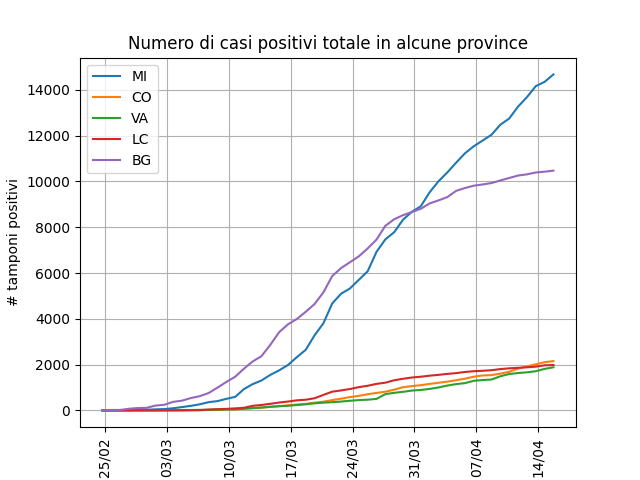 Numero di casi positivi totale in alcune province
MI
CO
VA
LC
BG
# tamponi positivi
14000
12000
10000
8000
6000
4000
2000
0
25/02
03/03
10/03
17/03
24/03
31/03
07/04
14/04